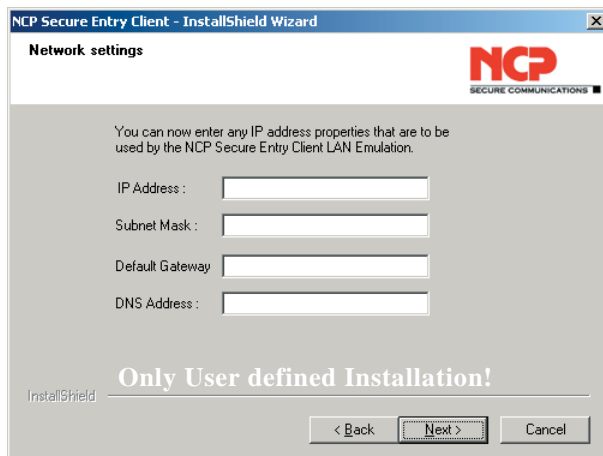 NCP Secure Entry Client - InstallShield Wizard
Network settings
NCP
SECURE COMMUNICATIONS
You can now enter any IP address properties that are to be
used by the NCP Secure Entry Client LAN Emulation.
IP Address :
Subnet Mask :
Default Gateway
DNS Address :
Only User defined Installation!
InstallShield
< Back
Next >
Cancel